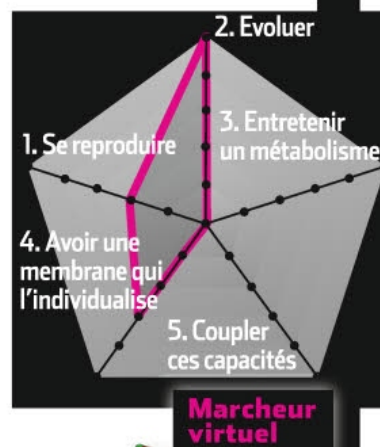 2. Evoluer
1. Se reproduire
3. Entretenir
un métabolisme
4. Avoir une
membrane qui
l'individualise
5. Coupler
ces capacités
Marcheur
virtuel